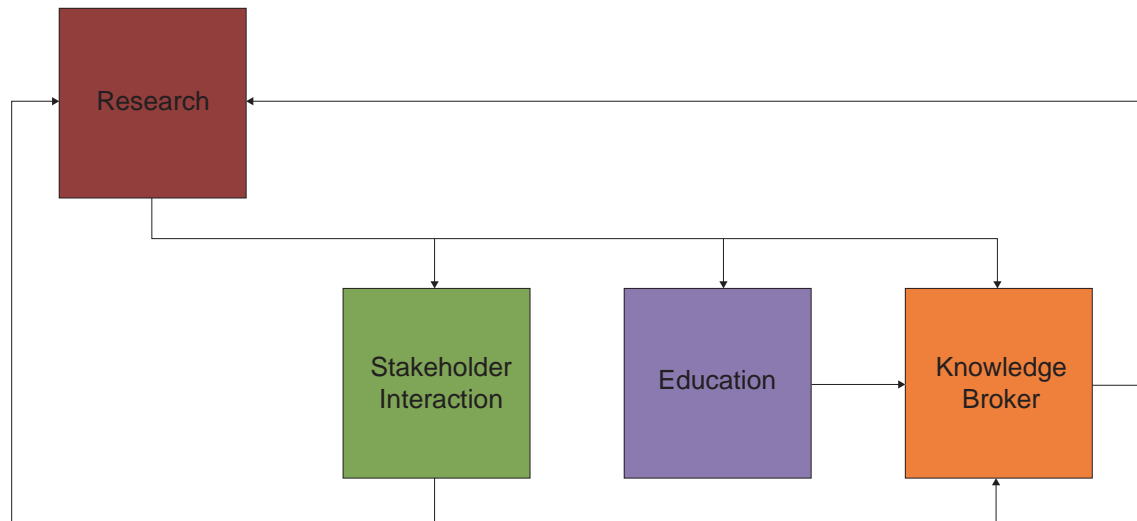 Research
Stakeholder
Interaction
Education
Knowledge
Broker